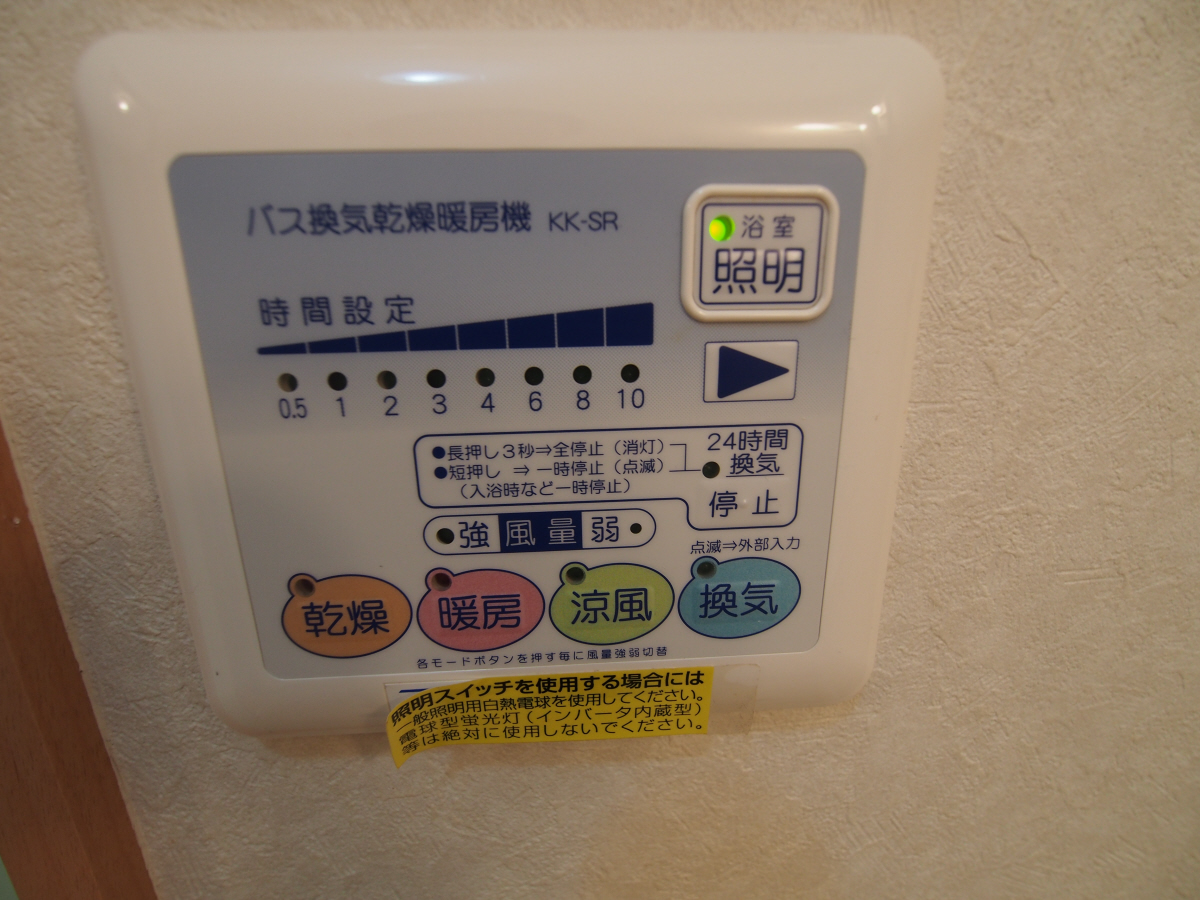 バス換気乾燥暖房機 KK-SR
浴室
照明
時間設定
0.5 1 2 3 4 6 8 10
●長押し3秒⇒全停止（消灯）
●短押し ⇒ 一時停止（点滅）
（入浴時など一時停止）
24時間
換気
停止
強 風量 弱
点滅⇒外部入力
乾燥 暖房 涼風 換気
各モードボタンを押す毎に風量強弱切替
照明スイッチを使用する場合には
一般照明用白熱電球を使用してください。
電球型蛍光灯（インバータ内蔵型）
等は絶対に使用しないでください。